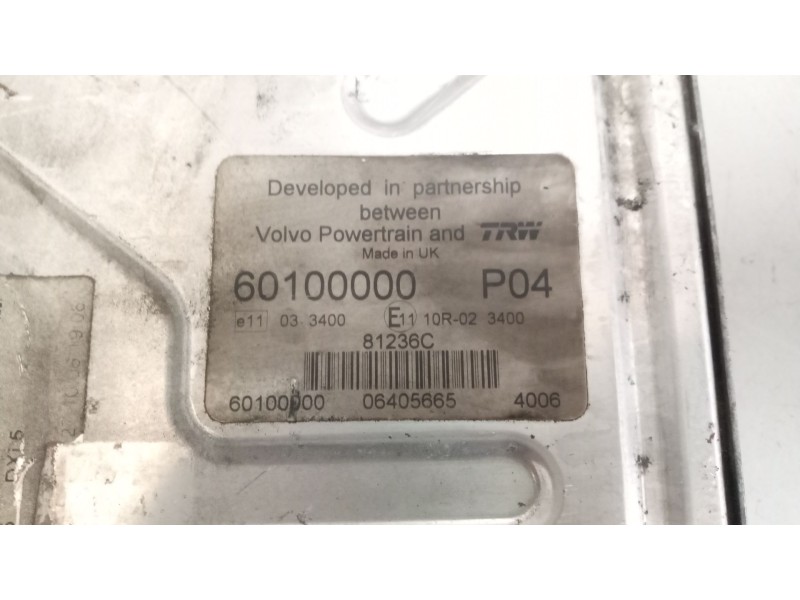 Developed in partnership
between
Volvo Powertrain and TRW
Made in UK
60100000 P04
e11 03 3400 E11 10R-02 3400
81236C
60100000 06405665 4006